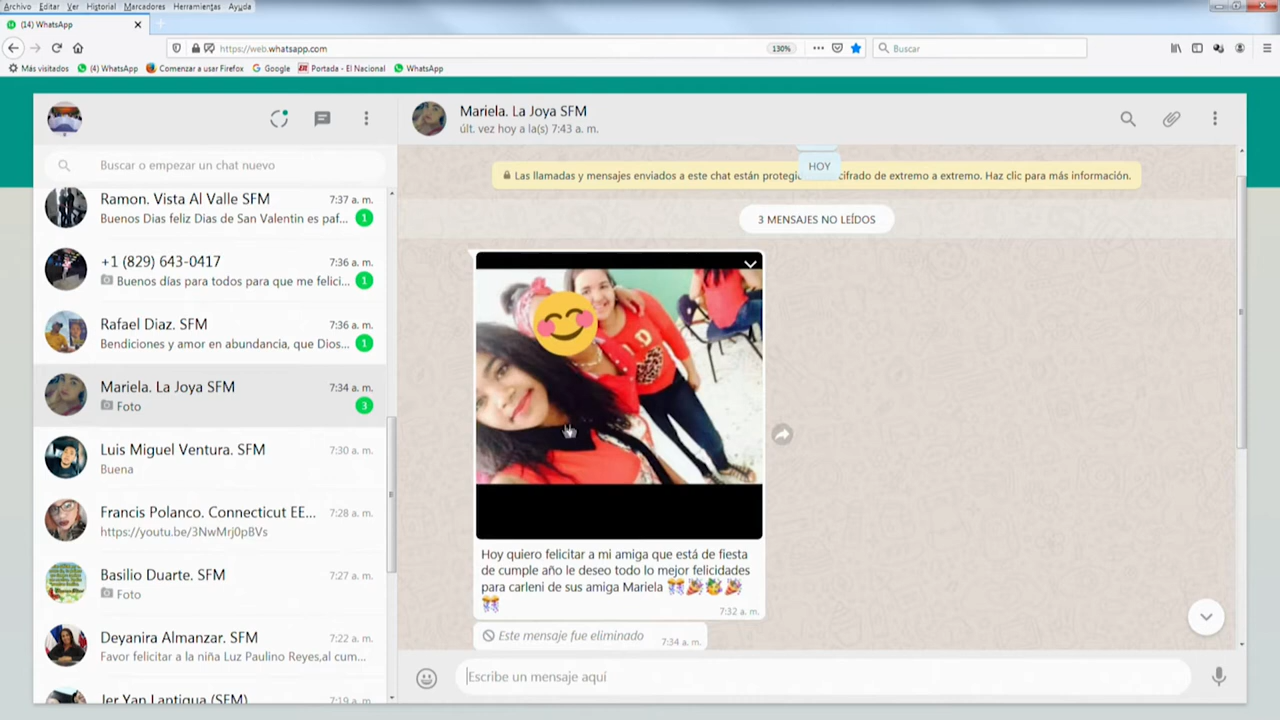 Archivo Editar Ver Historial Marcadores Herramientas Ayuda
(14) WhatsApp
https://web.whatsapp.com
130%
Buscar
Más visitados
(4) WhatsApp
Comenzar a usar Firefox
Google
Portada - El Nacional
WhatsApp
Buscar o empezar un chat nuevo
Ramon. Vista Al Valle SFM 7:37 a. m.
Buenos Dias feliz Dias de San Valentin es paf... 1
+1 (829) 643-0417 7:36 a. m.
Buenos días para todos para que me felici... 1
Rafael Diaz. SFM 7:36 a. m.
Bendiciones y amor en abundancia, que Dios... 1
Mariela. La Joya SFM 7:34 a. m.
Foto 3
Luis Miguel Ventura. SFM 7:30 a. m.
Buena
Francis Polanco. Connecticut EE... 7:28 a. m.
https://youtu.be/3NwMrj0pBVs
Basilio Duarte. SFM 7:27 a. m.
Foto
Deyanira Almanzar. SFM 7:22 a. m.
Favor felicitar a la niña Luz Paulino Reyes,al cum...
Jer Yan Lantigua (SFM) 7:19 a. m.
Mariela. La Joya SFM
últ. vez hoy a la(s) 7:43 a. m.
HOY
Las llamadas y mensajes enviados a este chat están protegi cifrado de extremo a extremo. Haz clic para más información.
3 MENSAJES NO LEÍDOS
Hoy quiero felicitar a mi amiga que está de fiesta
de cumple año le deseo todo lo mejor felicidades
para carleni de sus amiga Mariela
7:32 a. m.
Este mensaje fue eliminado 7:34 a. m.
Escribe un mensaje aquí